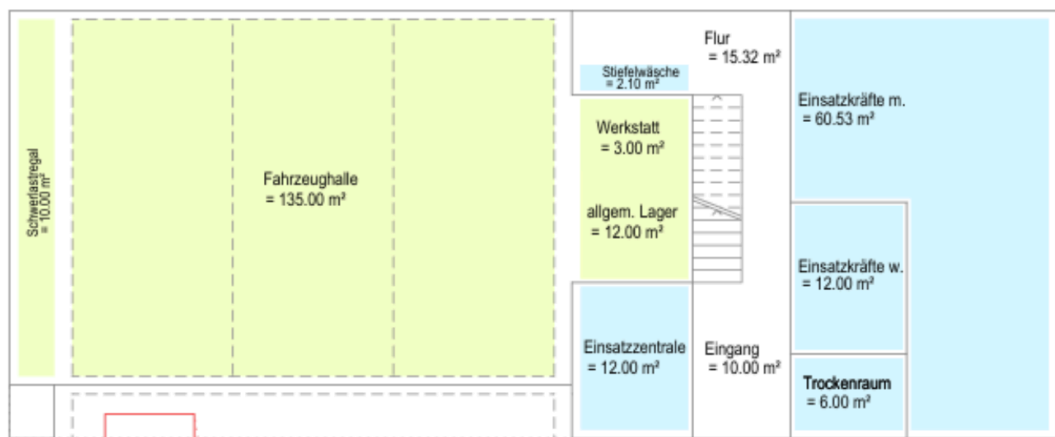 Schwerlastregal
= 10.00 m²
Fahrzeughalle
= 135.00 m²
Stiefelwäsche
= 2.10 m²
Werkstatt
= 3.00 m²
allgem. Lager
= 12.00 m²
Einsatzzentrale
= 12.00 m²
Flur
= 15.32 m²
Eingang
= 10.00 m²
Einsatzkräfte m.
= 60.53 m²
Einsatzkräfte w.
= 12.00 m²
Trockenraum
= 6.00 m²